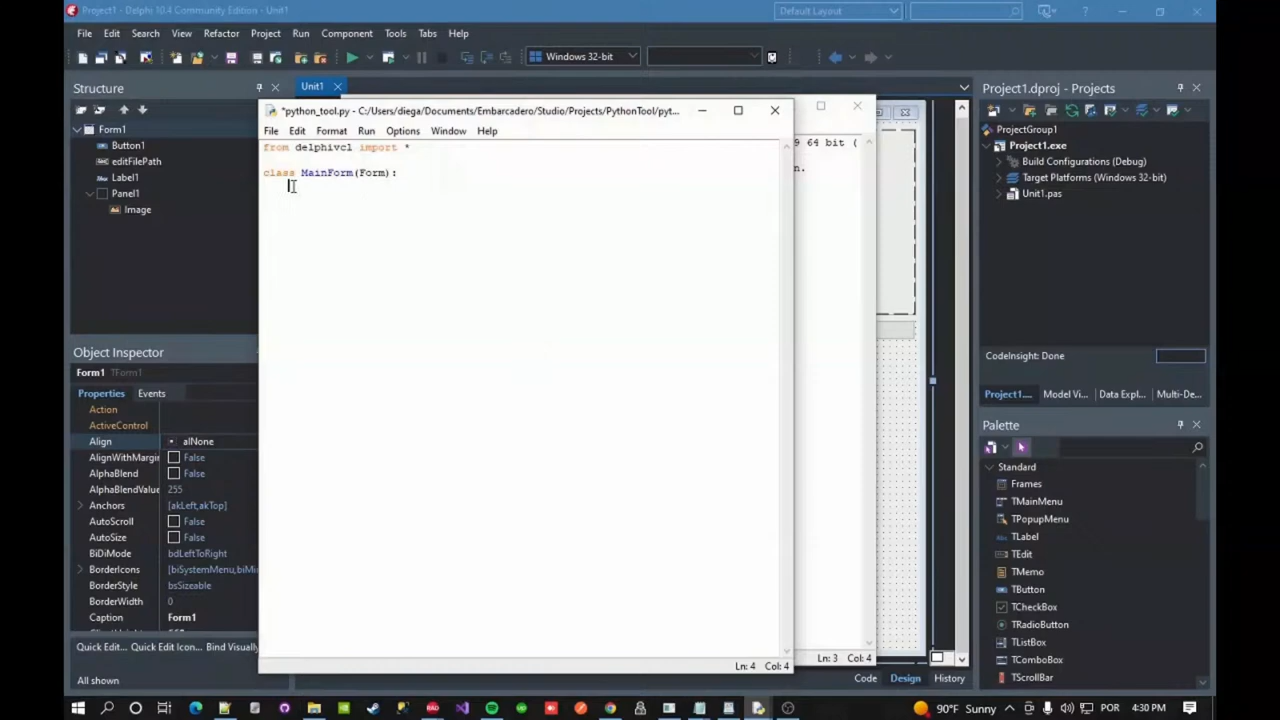 Project1 - Delphi 10.4 Community Edition - Unit1
Default Layout
File Edit Search View Refactor Project Run Component Tools Tabs Help
Windows 32-bit
Structure
Unit1
Form1
Button1
editFilePath
Label1
Panel1
Image
*python_tool.py - C:/Users/diega/Documents/Embarcadero/Studio/Projects/PythonTool/pyt...
File Edit Format Run Options Window Help
from delphivcl import *
class MainForm(Form):
Ln: 4 Col: 4
9 64 bit (
n.
Ln: 3 Col: 4
Object Inspector
Form1 TForm1
Properties Events
Action
ActiveControl
Align alNone
AlignWithMargin False
AlphaBlend False
AlphaBlendValue 255
Anchors [akLeft,akTop]
AutoScroll False
AutoSize False
BiDiMode bdLeftToRight
BorderIcons [biSystemMenu,biMi
BorderStyle bsSizeable
BorderWidth 0
Caption Form1
Quick Edit... Quick Edit Icon... Bind Visually
All shown
Code Design History
Project1.dproj - Projects
ProjectGroup1
Project1.exe
Build Configurations (Debug)
Target Platforms (Windows 32-bit)
Unit1.pas
CodeInsight: Done
Project1.... Model Vi... Data Expl... Multi-De...
Palette
Standard
Frames
TMainMenu
TPopupMenu
TLabel
TEdit
TMemo
TButton
TCheckBox
TRadioButton
TListBox
TComboBox
TScrollBar
90°F Sunny POR 4:30 PM